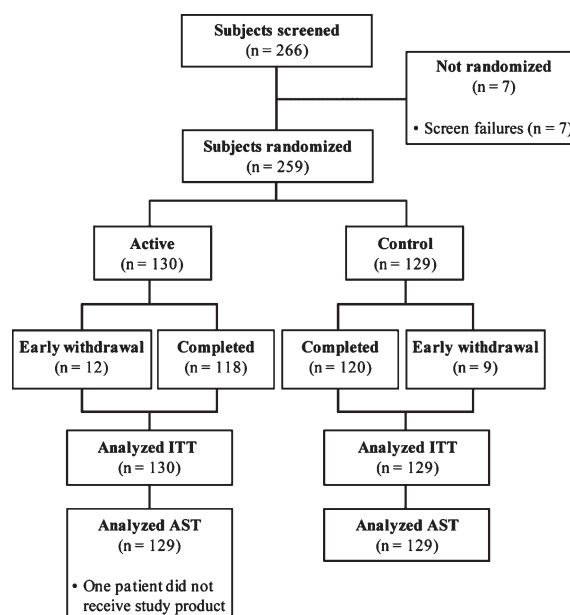 Subjects screened
(n = 266)
Not randomized
(n = 7)
• Screen failures (n = 7)
Subjects randomized
(n = 259)
Active
(n = 130)
Control
(n = 129)
Early withdrawal
(n = 12)
Completed
(n = 118)
Completed
(n = 120)
Early withdrawal
(n = 9)
Analyzed ITT
(n = 130)
Analyzed ITT
(n = 129)
Analyzed AST
(n = 129)
• One patient did not
receive study product
Analyzed AST
(n = 129)